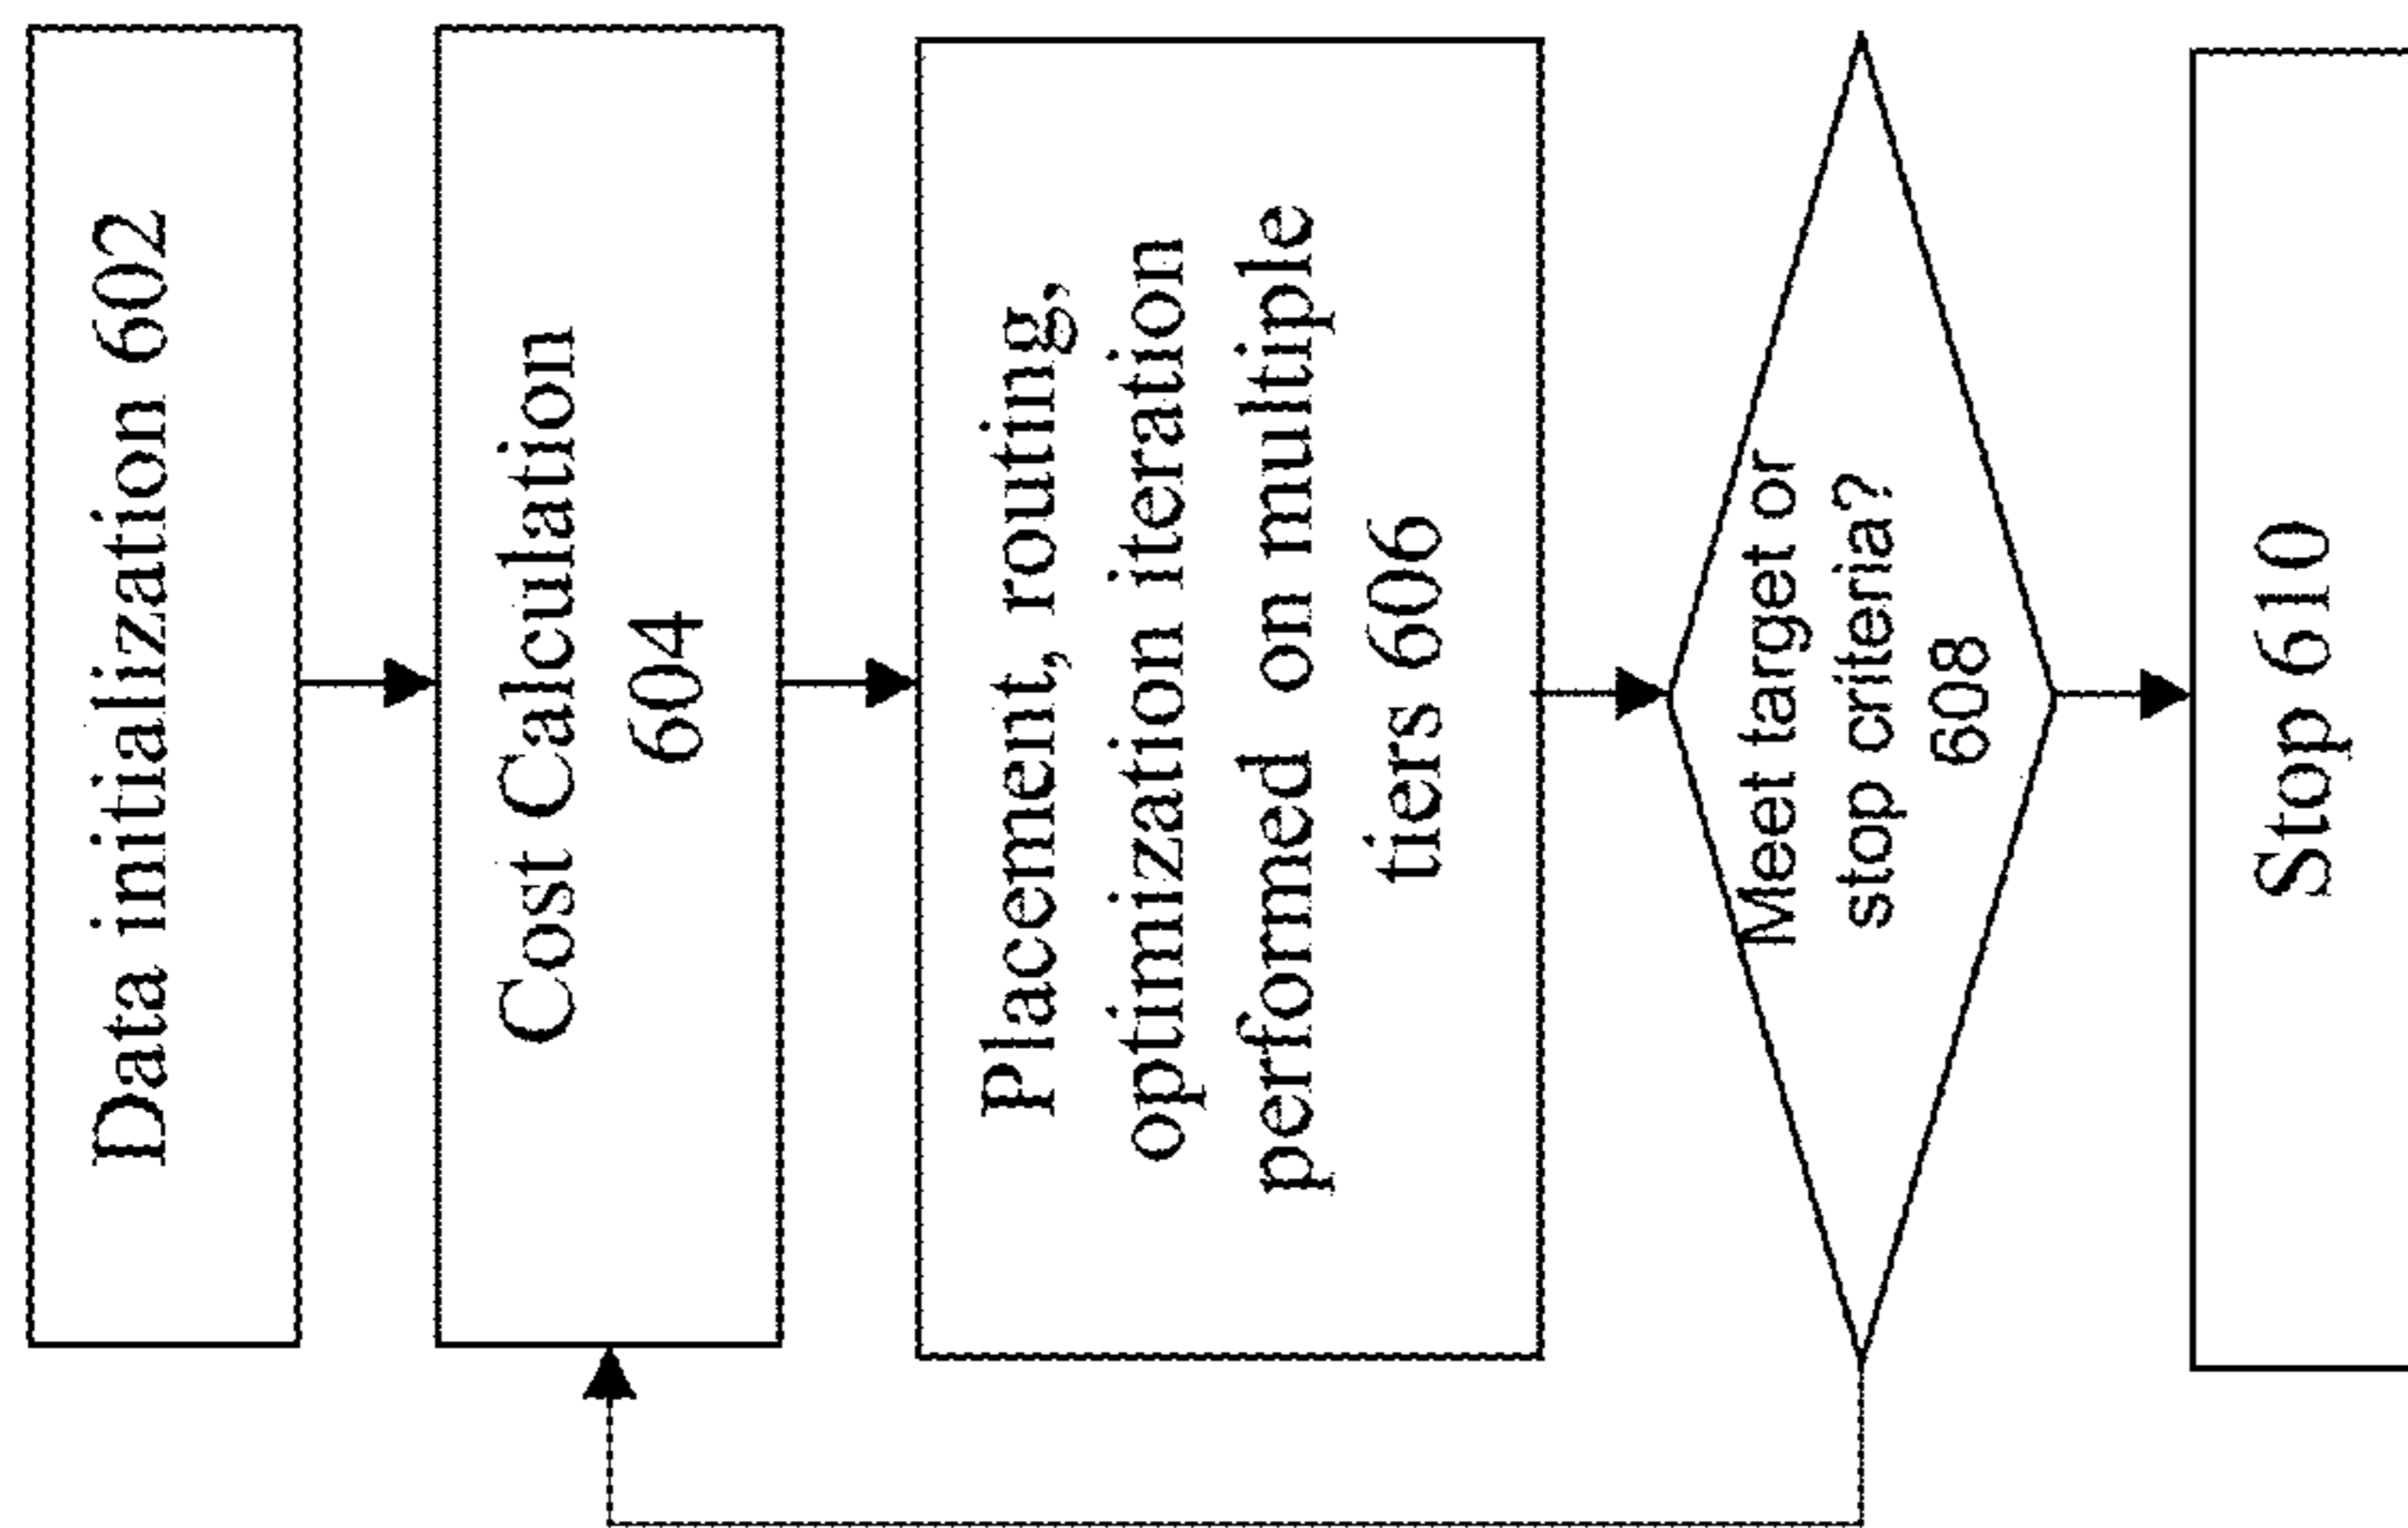 Data initialization 602
Cost Calculation
604
Placement, routing,
optimization iteration
performed on multiple
tiers 606
Meet target or
stop criteria?
608
Stop 610